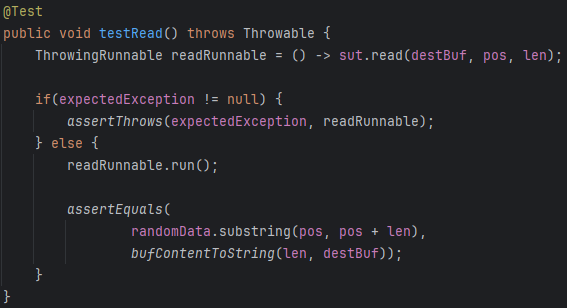 @Test
public void testRead() throws Throwable {
    ThrowingRunnable readRunnable = () -> sut.read(destBuf, pos, len);

    if(expectedException != null) {
        assertThrows(expectedException, readRunnable);
    } else {
        readRunnable.run();

        assertEquals(
                randomData.substring(pos, pos + len),
                bufContentToString(len, destBuf));
    }
}